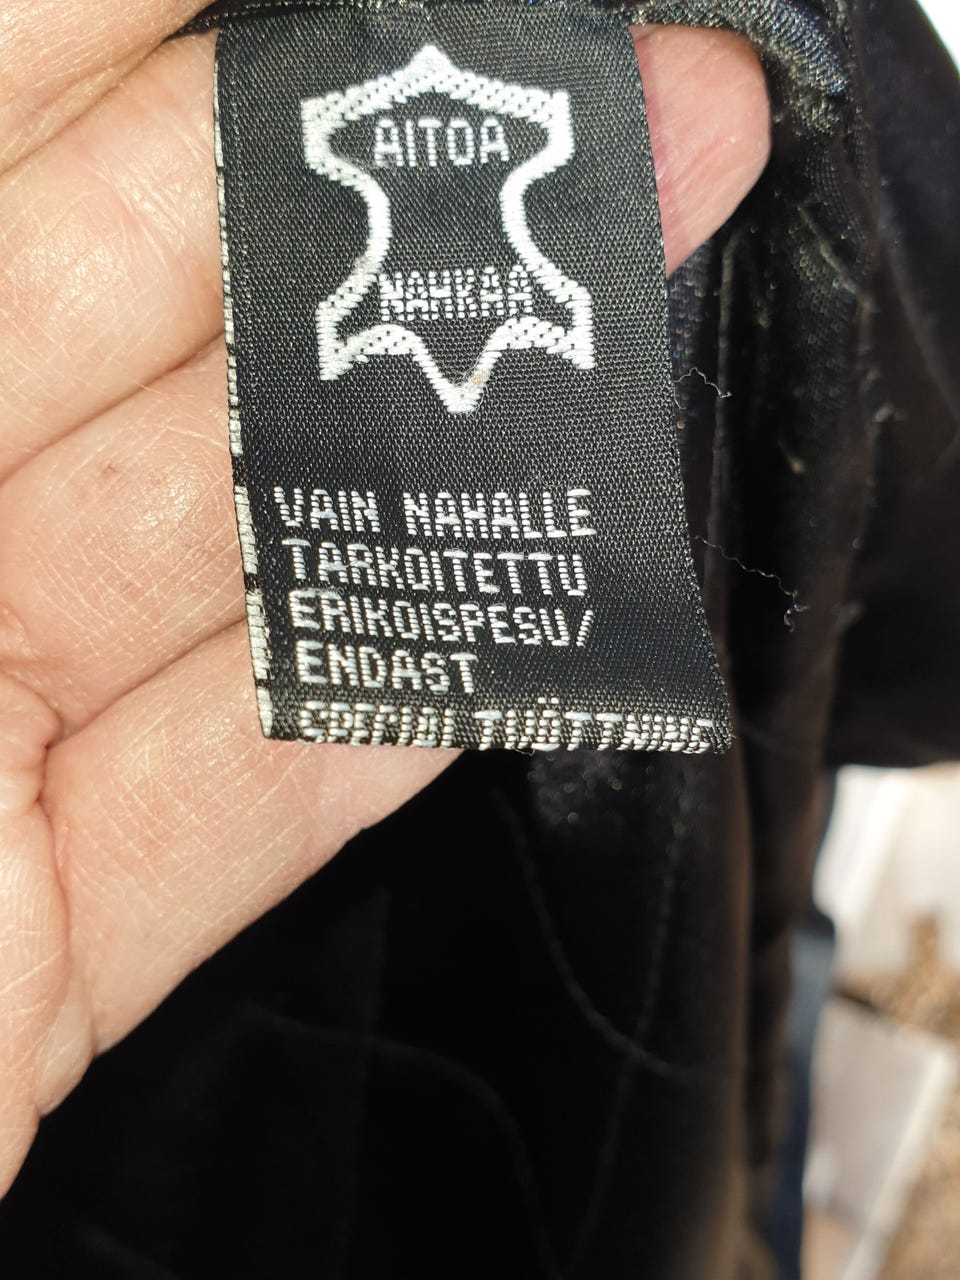 AITOA
NAHKAA
VAIN NAHALLE
TARKOITETTU
ERIKOISPESU/
ENDAST